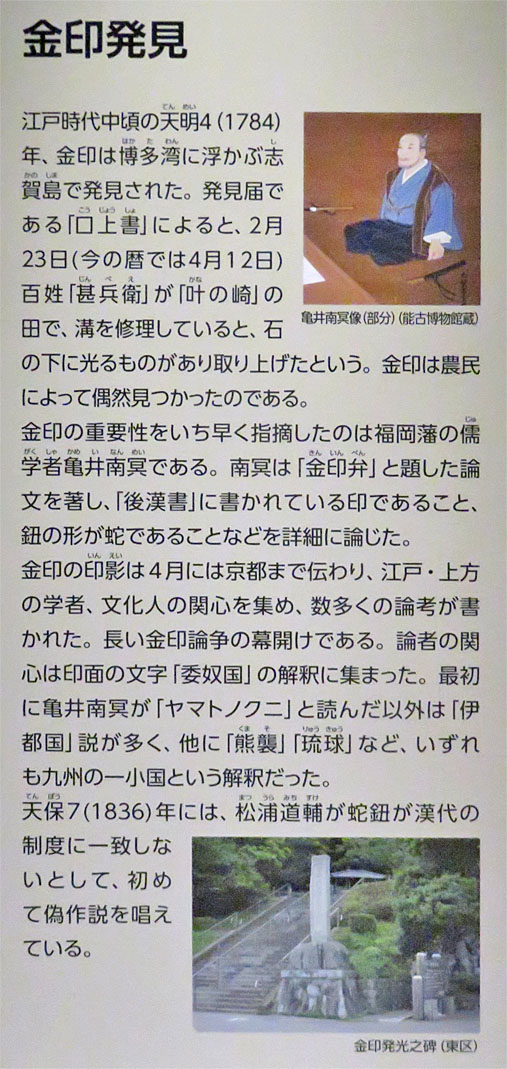 金印発見
江戸時代中頃の天明4(1784)
年、金印は博多湾に浮かぶ志
賀島で発見された。発見届で
ある「口上書」によると、2月
23日(今の暦では4月12日)
百姓「甚兵衛」が「叶の崎」の
田で、溝を修理していると、石
の下に光るものがあり取り上げたという。金印は農民
によって偶然見つかったのである。
亀井南冥像(部分)(能古博物館蔵)
金印の重要性をいち早く指摘したのは福岡藩の儒
学者亀井南冥である。南冥は「金印弁」と題した論
文を著し、「後漢書」に書かれている印であること、
鈕の形が蛇であることなどを詳細に論じた。
金印の印影は4月には京都まで伝わり、江戸・上方
の学者、文化人の関心を集め、数多くの論考が書
かれた。長い金印論争の幕開けである。論者の関
心は印面の文字「委奴国」の解釈に集まった。最初
に亀井南冥が「ヤマトノクニ」と読んだ以外は「伊
都国」説が多く、他に「熊襲」「琉球」など、いずれ
も九州の一小国という解釈だった。
天保7(1836)年には、松浦道輔が蛇鈕が漢代の
制度に一致しな
いとして、初め
て偽作説を唱え
ている。
金印発光之碑(東区)